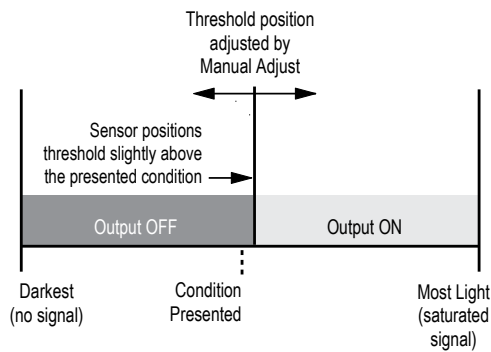 Threshold position
adjusted by
Manual Adjust
Sensor positions
threshold slightly above
the presented condition
Output OFF
Output ON
Darkest
(no signal)
Condition
Presented
Most Light
(saturated
signal)